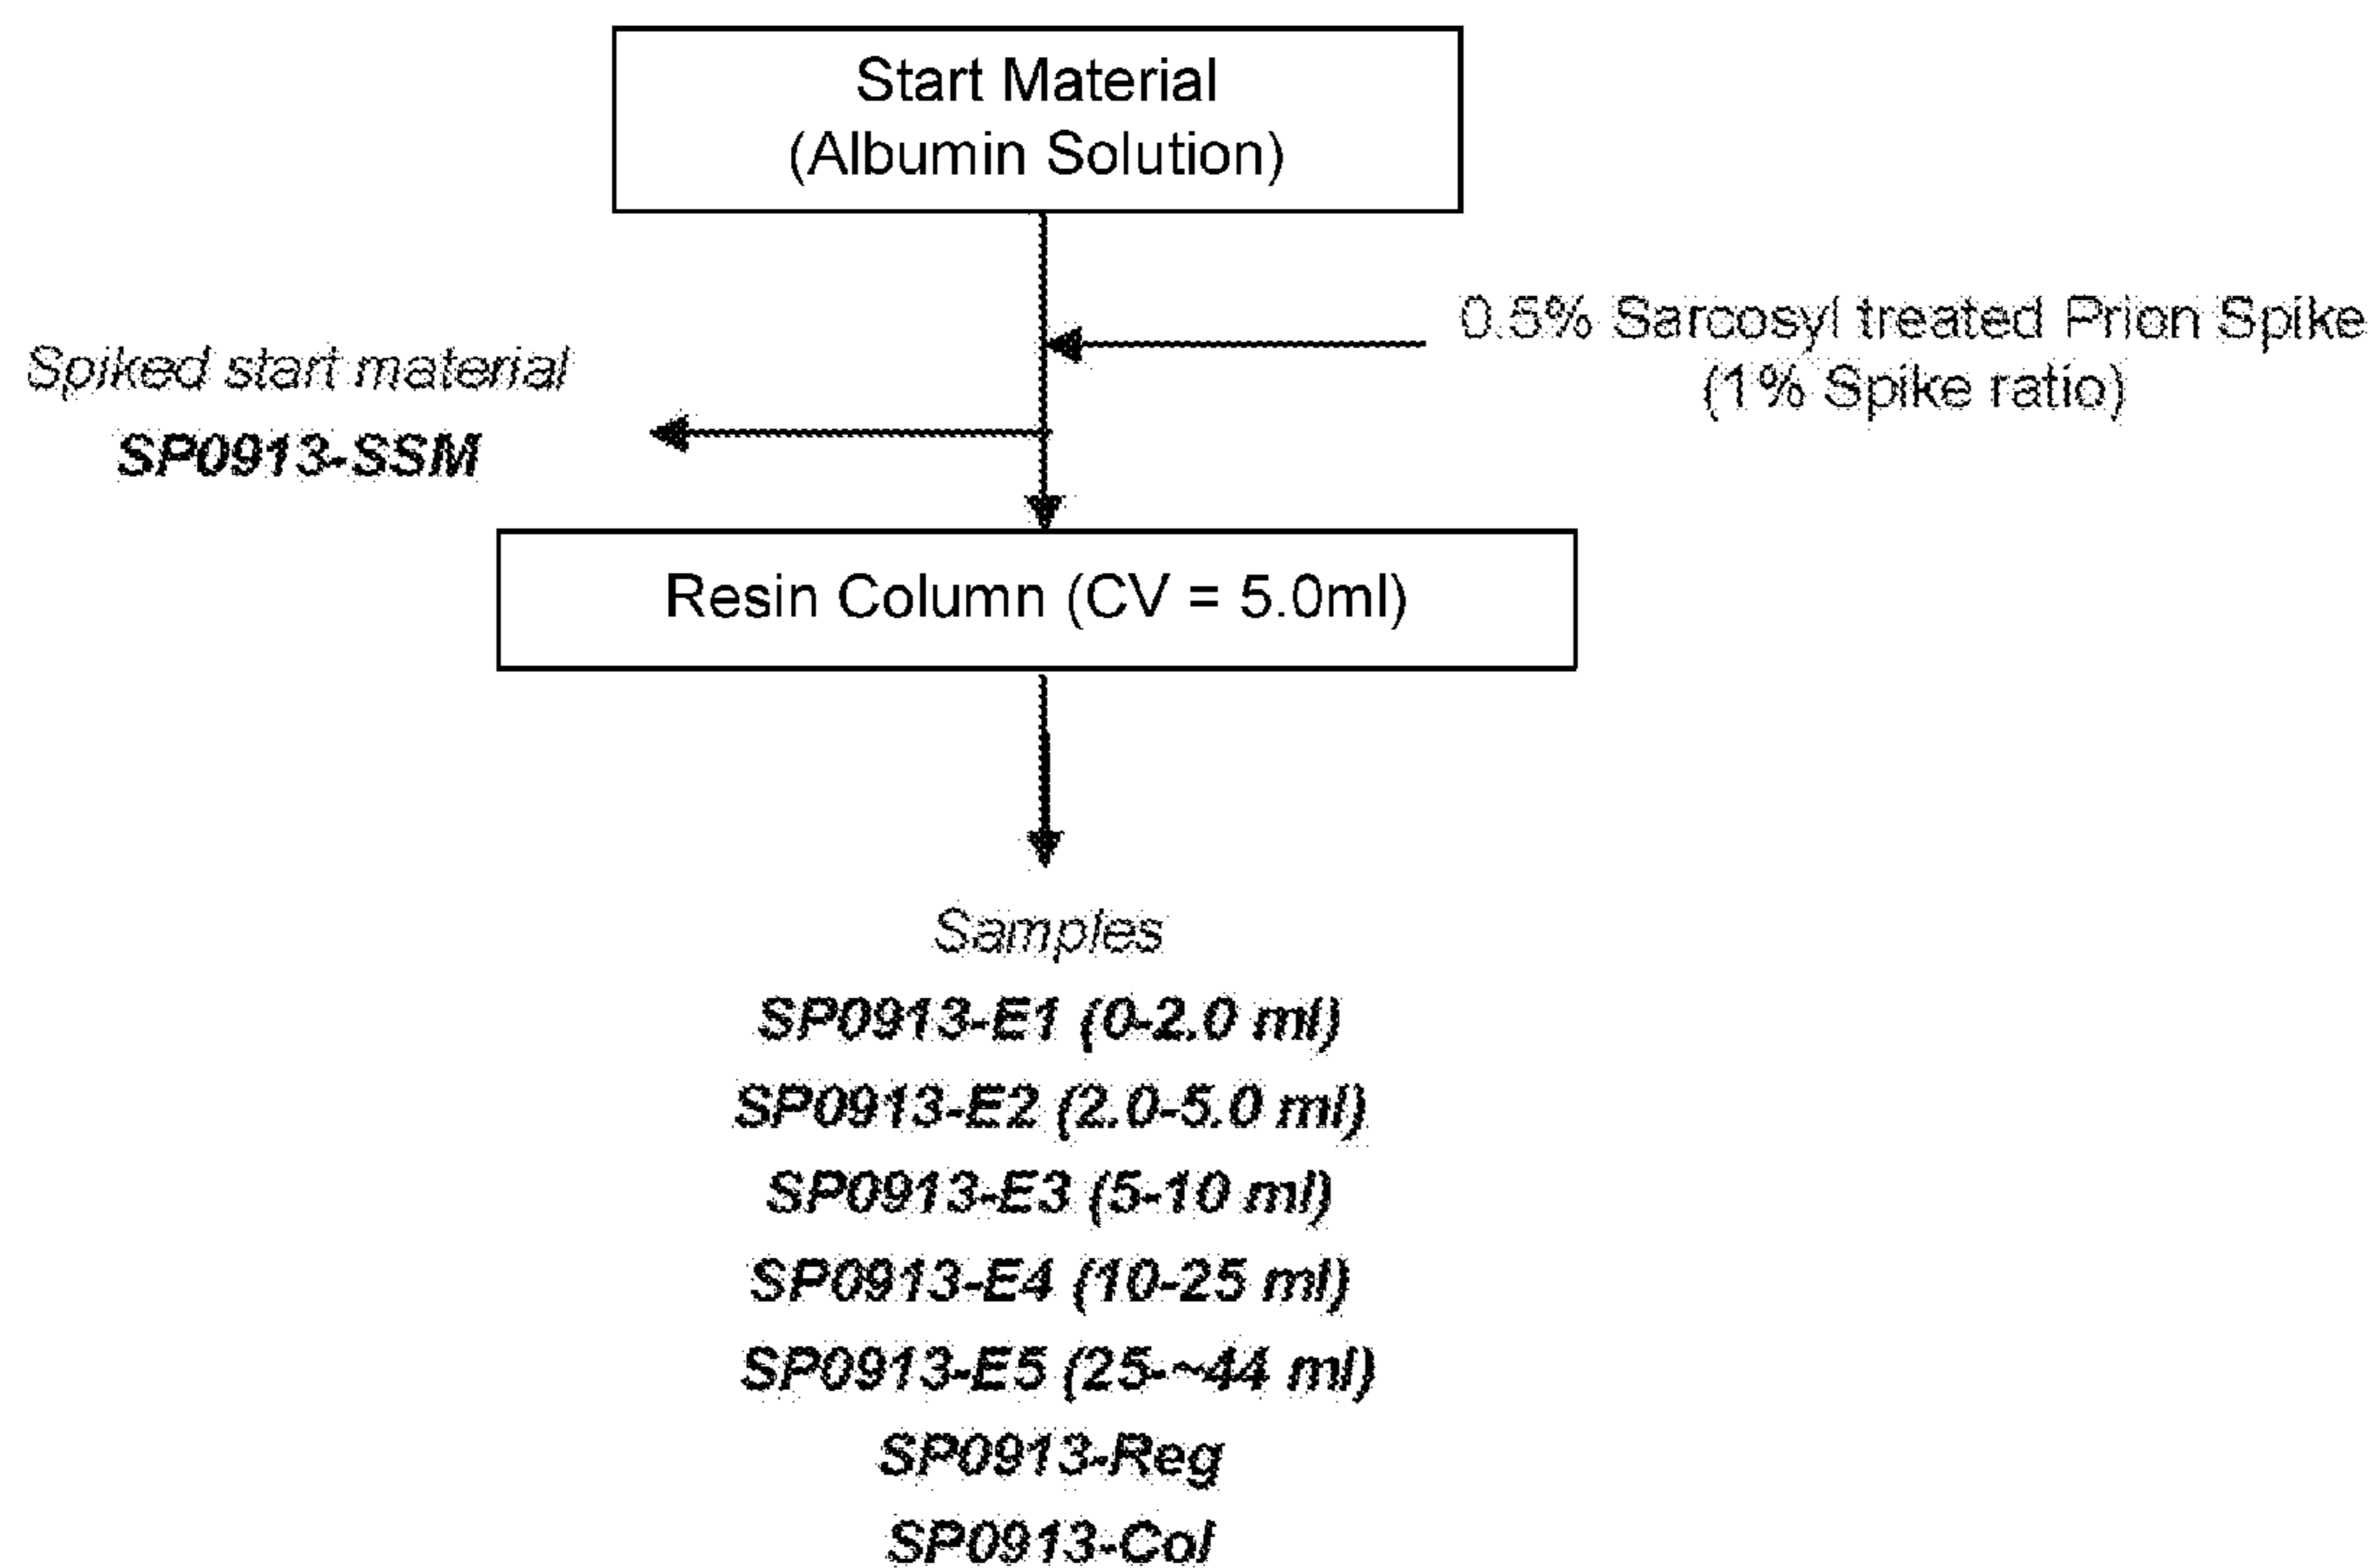 Start Material
(Albumin Solution)
0.5% Sarcosyl treated Prion Spike
(1% Spike ratio)
Spiked start material
SP0913-SSM
Resin Column (CV = 5.0ml)
Samples
SP0913-E1 (0-2.0 ml)
SP0913-E2 (2.0-5.0 ml)
SP0913-E3 (5-10 ml)
SP0913-E4 (10-25 ml)
SP0913-E5 (25-~44 ml)
SP0913-Reg
SP0913-Col